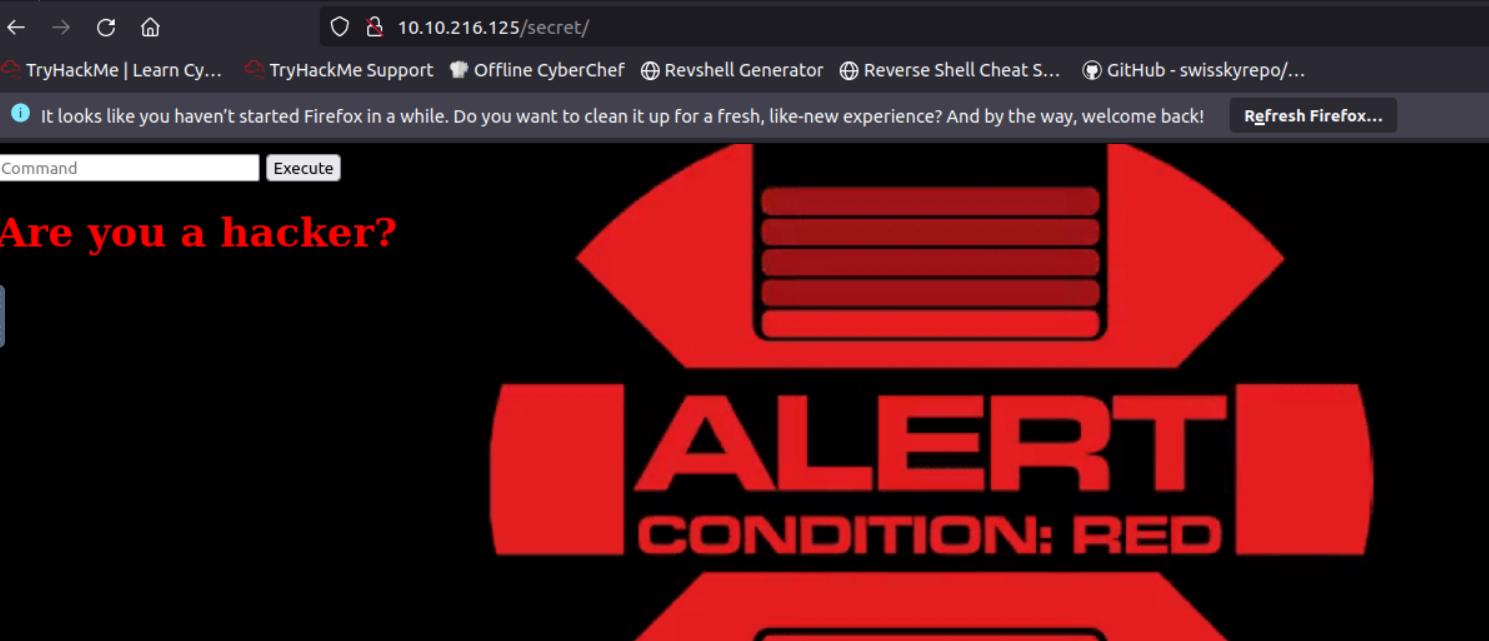 10.10.216.125/secret/
TryHackMe | Learn Cy… TryHackMe Support Offline CyberChef Revshell Generator Reverse Shell Cheat S… GitHub - swisskyrepo/…
It looks like you haven’t started Firefox in a while. Do you want to clean it up for a fresh, like-new experience? And by the way, welcome back! Refresh Firefox…
Command Execute
Are you a hacker?
ALERT
CONDITION: RED